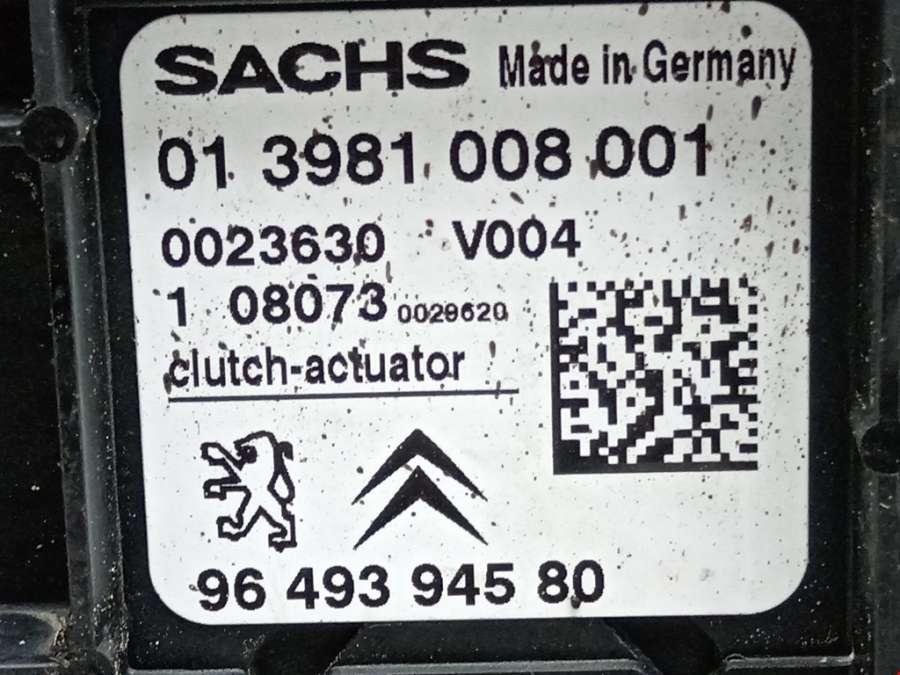 SACHS Made in Germany
01 3981 008 001
0023630 V004
1 08073 0029620
clutch-actuator
96 493 945 80